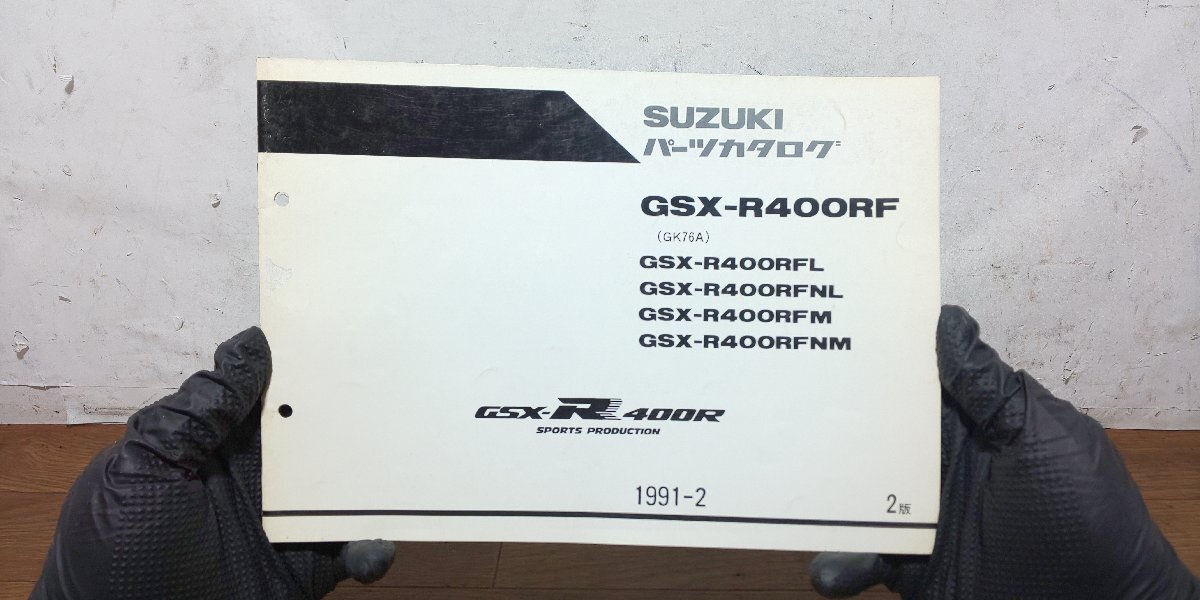 SUZUKI
パーツカタログ
GSX-R400RF
(GK76A)
GSX-R400RFL
GSX-R400RFNL
GSX-R400RFM
GSX-R400RFNM
GSX-R400R
SPORTS PRODUCTION
1991-2
2版